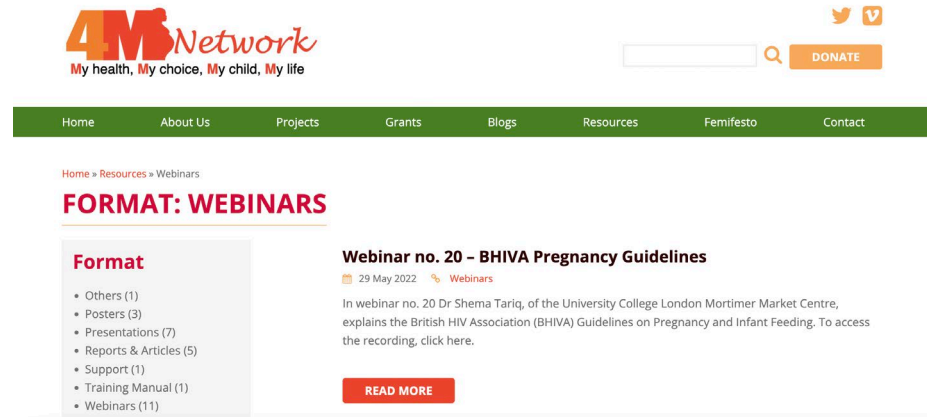 4M Network
My health, My choice, My child, My life
DONATE
Home About Us Projects Grants Blogs Resources Femifesto Contact
Home » Resources » Webinars
FORMAT: WEBINARS
Format
• Others (1)
• Posters (3)
• Presentations (7)
• Reports & Articles (5)
• Support (1)
• Training Manual (1)
• Webinars (11)
Webinar no. 20 – BHIVA Pregnancy Guidelines
29 May 2022 Webinars
In webinar no. 20 Dr Shema Tariq, of the University College London Mortimer Market Centre,
explains the British HIV Association (BHIVA) Guidelines on Pregnancy and Infant Feeding. To access
the recording, click here.
READ MORE